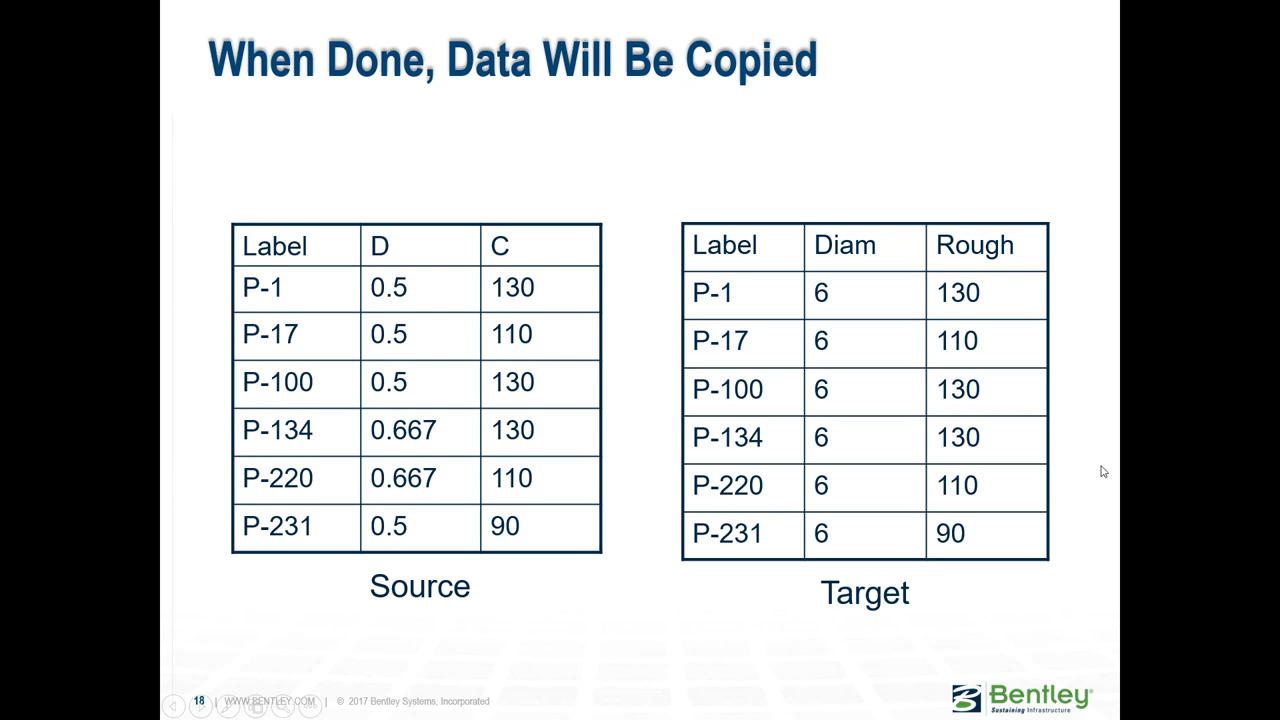 When Done, Data Will Be Copied
Label D C
P-1 0.5 130
P-17 0.5 110
P-100 0.5 130
P-134 0.667 130
P-220 0.667 110
P-231 0.5 90
Source
Label Diam Rough
P-1 6 130
P-17 6 110
P-100 6 130
P-134 6 130
P-220 6 110
P-231 6 90
Target
18 | WWW.BENTLEY.COM | © 2017 Bentley Systems, Incorporated
Bentley®
Sustaining Infrastructure